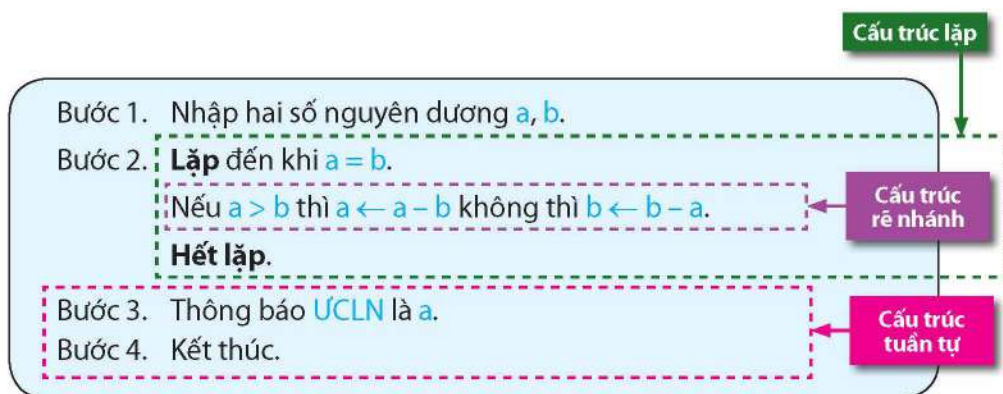 Cấu trúc lặp
Bước 1. Nhập hai số nguyên dương a, b.
Bước 2. Lặp đến khi a = b.
Nếu a > b thì a ← a – b không thì b ← b – a.
Cấu trúc
rẽ nhánh
Hết lặp.
Bước 3. Thông báo ƯCLN là a.
Bước 4. Kết thúc.
Cấu trúc
tuần tự